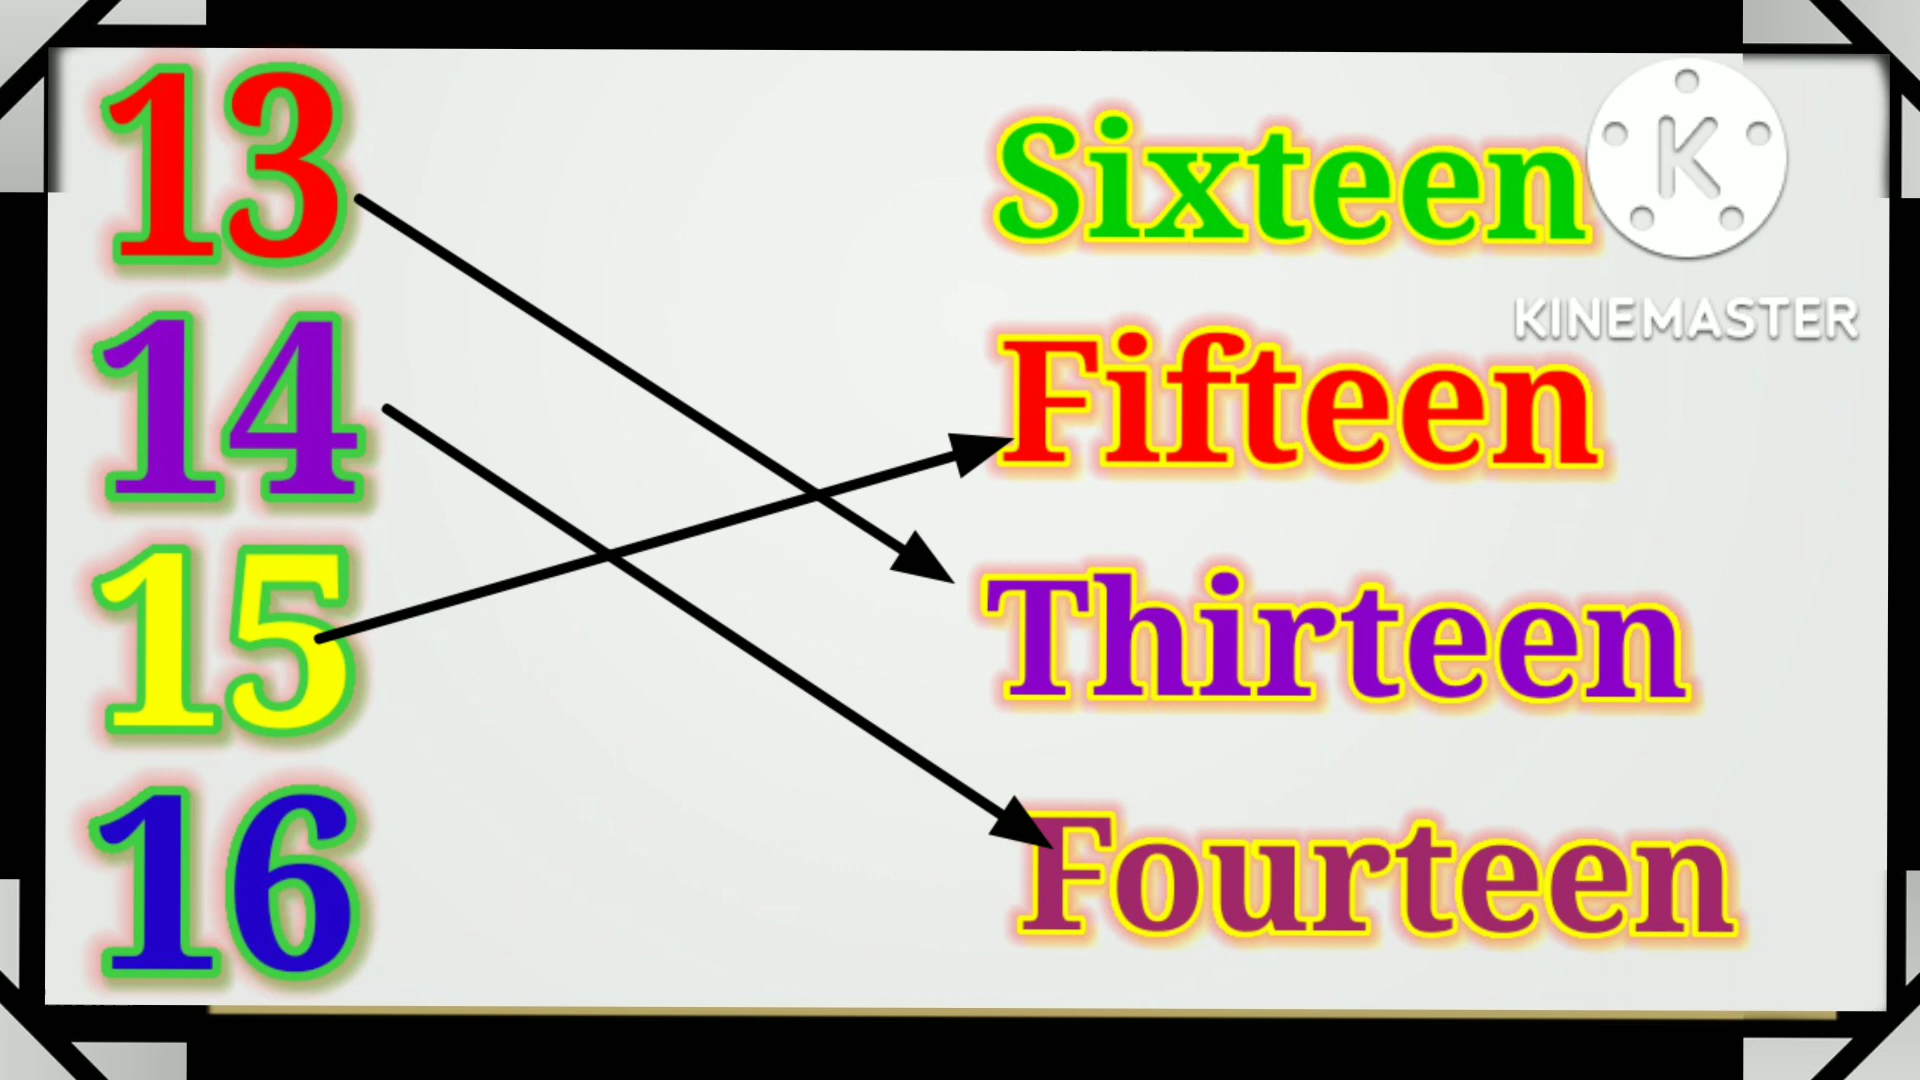 13
Sixteen
K
KINEMASTER
14
Fifteen
15
Thirteen
16
Fourteen